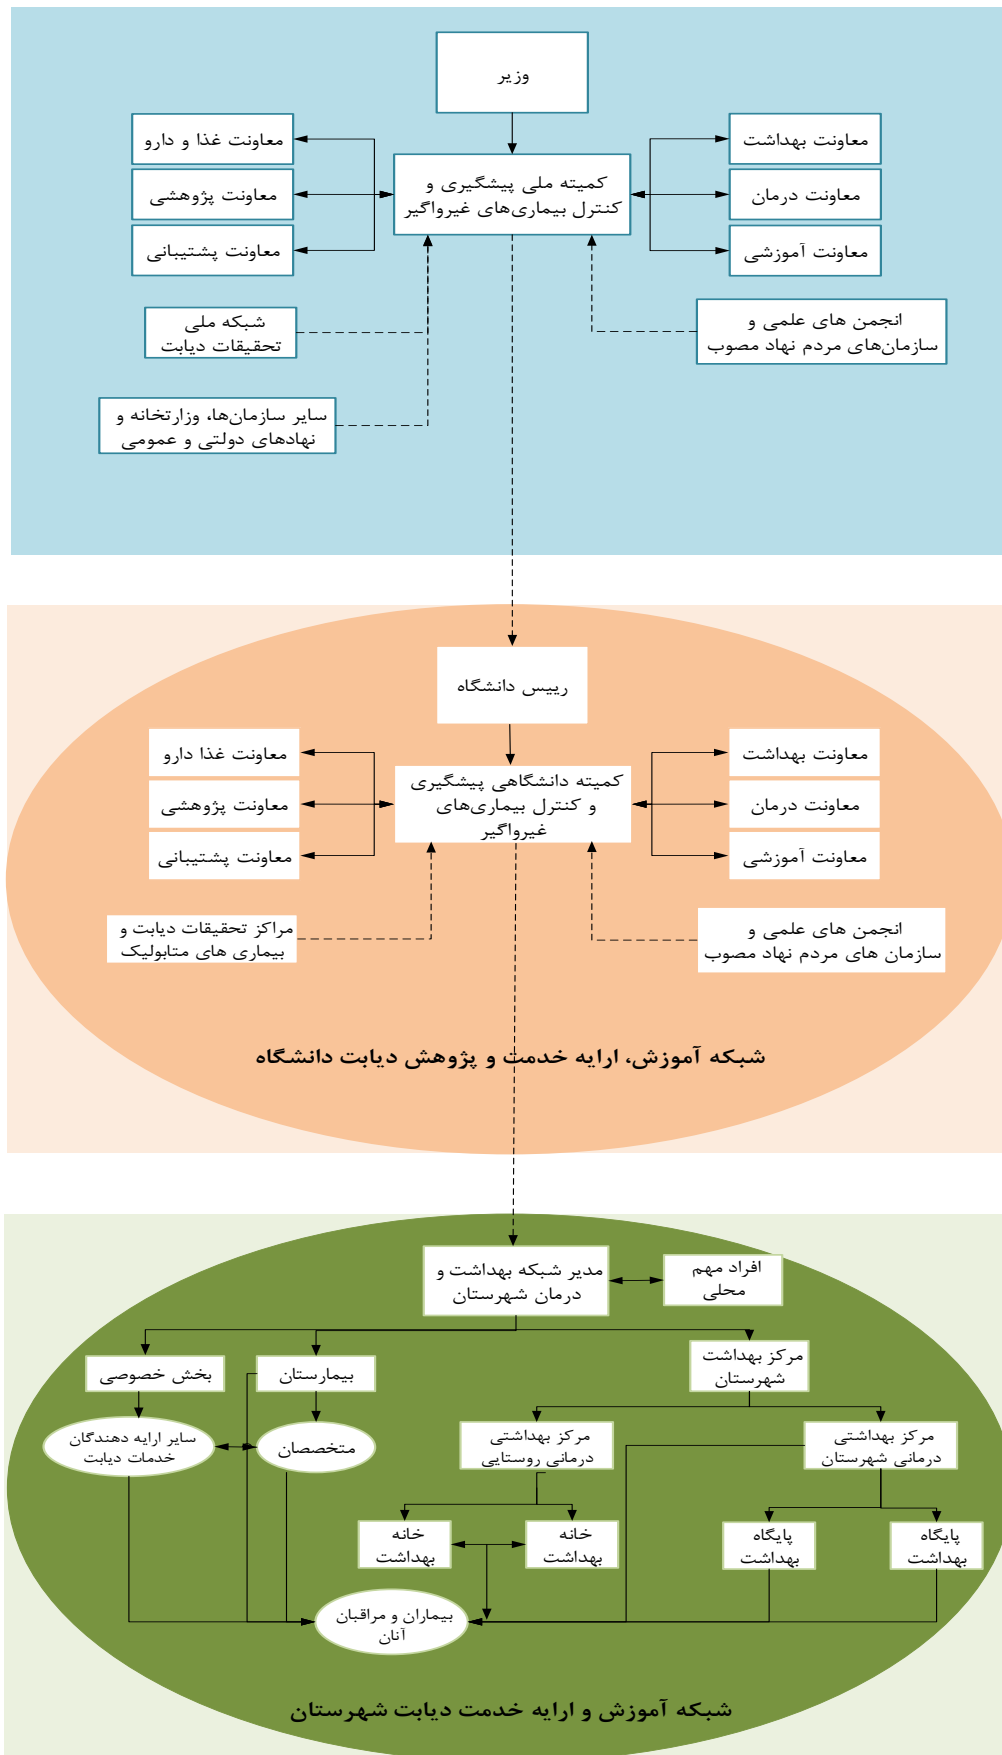 وزیر
معاونت بهداشت
معاونت غذا و دارو
کمیته ملی پیشگیری و
کنترل بیماری‌های غیرواگیر
معاونت درمان
معاونت پژوهشی
معاونت آموزشی
معاونت پشتیبانی
انجمن های علمی و
سازمان‌های مردم نهاد مصوب
شبکه ملی
تحقیقات دیابت
سایر سازمان‌ها، وزارتخانه و
نهادهای دولتی و عمومی
رییس دانشگاه
معاونت بهداشت
معاونت غذا دارو
کمیته دانشگاهی پیشگیری
و کنترل بیماری‌های
غیرواگیر
معاونت درمان
معاونت پژوهشی
معاونت آموزشی
معاونت پشتیبانی
انجمن های علمی و
سازمان های مردم نهاد مصوب
مراکز تحقیقات دیابت و
بیماری های متابولیک
شبکه آموزش، ارایه خدمت و پژوهش دیابت دانشگاه
مدیر شبکه بهداشت و
درمان شهرستان
افراد مهم
محلی
مرکز بهداشت
شهرستان
بیمارستان
بخش خصوصی
مرکز بهداشتی
درمانی شهرستان
مرکز بهداشتی
درمانی روستایی
متخصصان
سایر ارایه دهندگان
خدمات دیابت
پایگاه
بهداشت
پایگاه
بهداشت
خانه
بهداشت
خانه
بهداشت
بیماران و مراقبان
آنان
شبکه آموزش و ارایه خدمت دیابت شهرستان